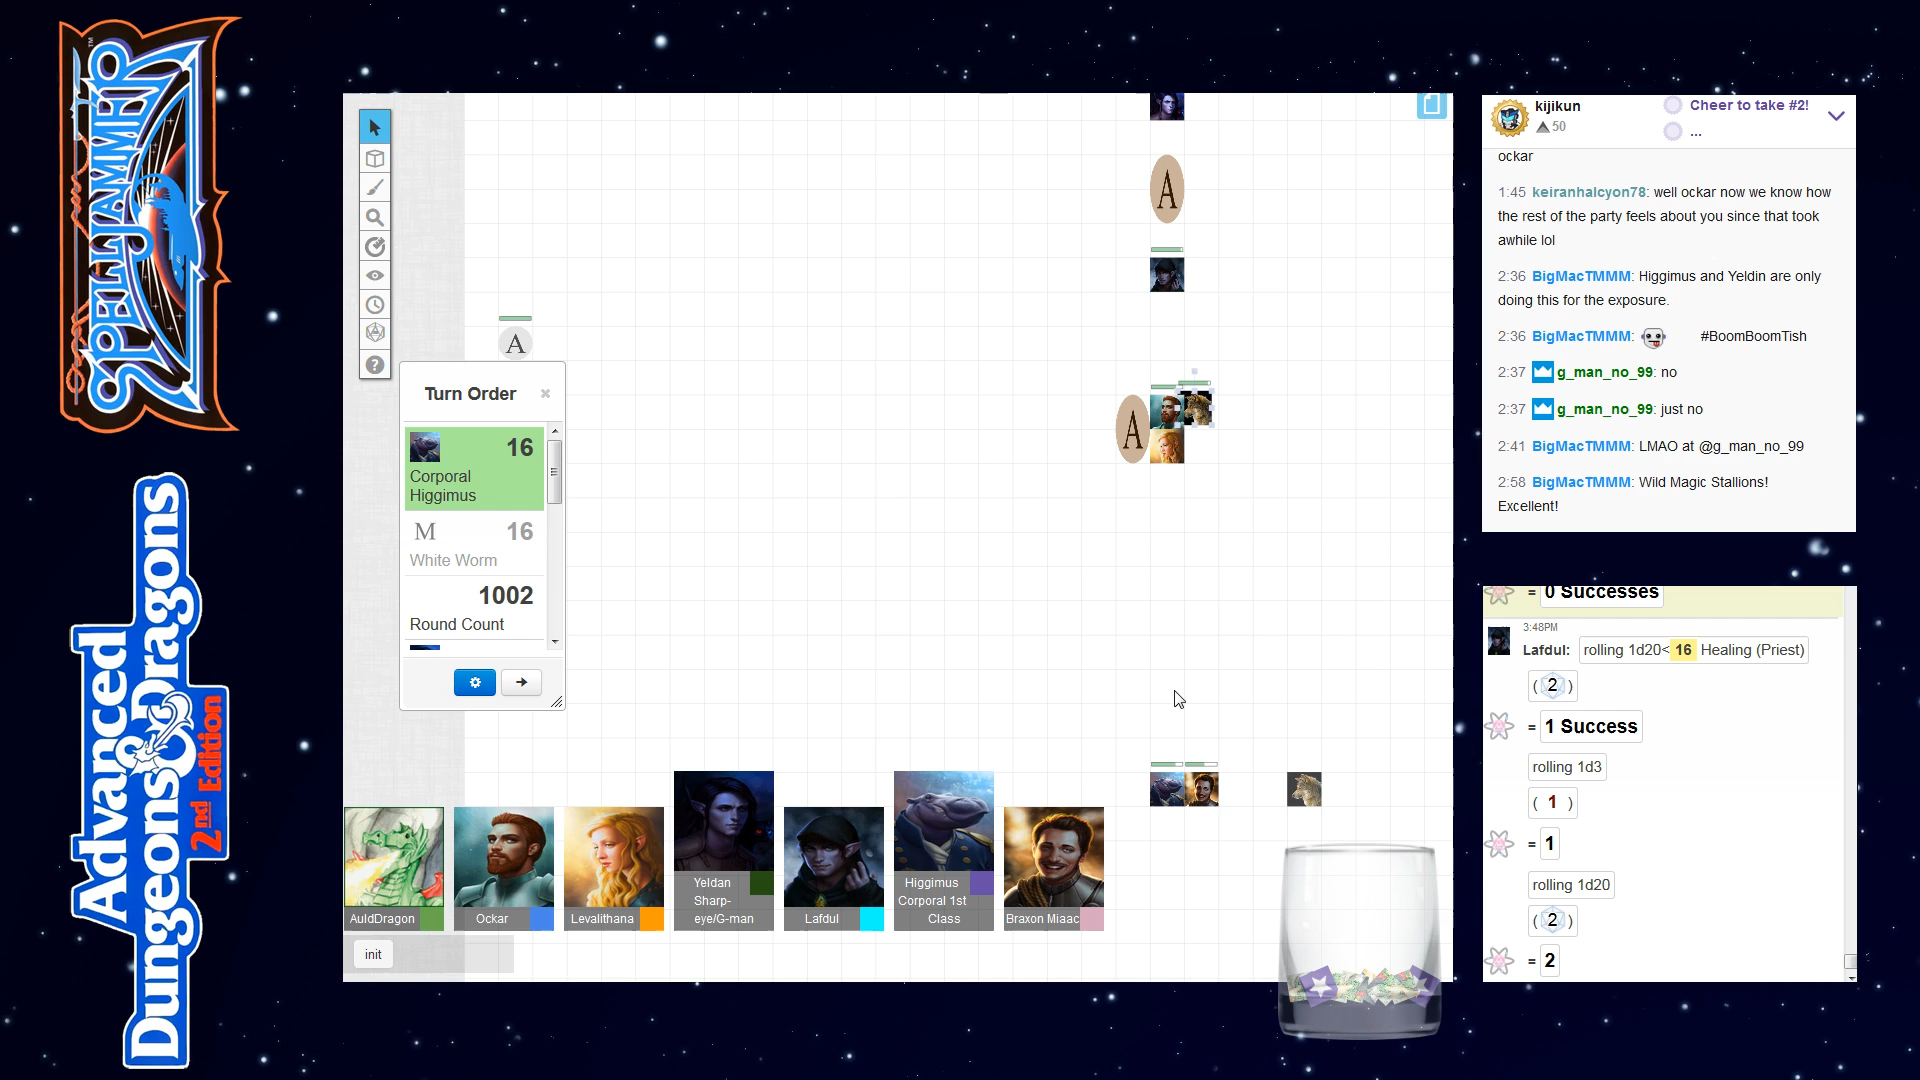 SPELLJAMMER
TM
Advanced
Dungeons & Dragons
2nd Edition
A
A
A
Turn Order
×
16
Corporal
Higgimus
M
16
White Worm
1002
Round Count
AuldDragon
Ockar
Levalithana
Yeldan
Sharp-
eye/G-man
Lafdul
Higgimus
Corporal 1st
Class
Braxon Miaac
init
kijikun
50
Cheer to take #2!
...
ockar
1:45 keiranhalcyon78: well ockar now we know how
the rest of the party feels about you since that took
awhile lol
2:36 BigMacTMMM: Higgimus and Yeldin are only
doing this for the exposure.
2:36 BigMacTMMM: #BoomBoomTish
2:37 g_man_no_99: no
2:37 g_man_no_99: just no
2:41 BigMacTMMM: LMAO at @g_man_no_99
2:58 BigMacTMMM: Wild Magic Stallions!
Excellent!
= 0 Successes
3:48PM
Lafdul: rolling 1d20<16 Healing (Priest)
(2)
= 1 Success
rolling 1d3
(1)
= 1
rolling 1d20
(2)
= 2